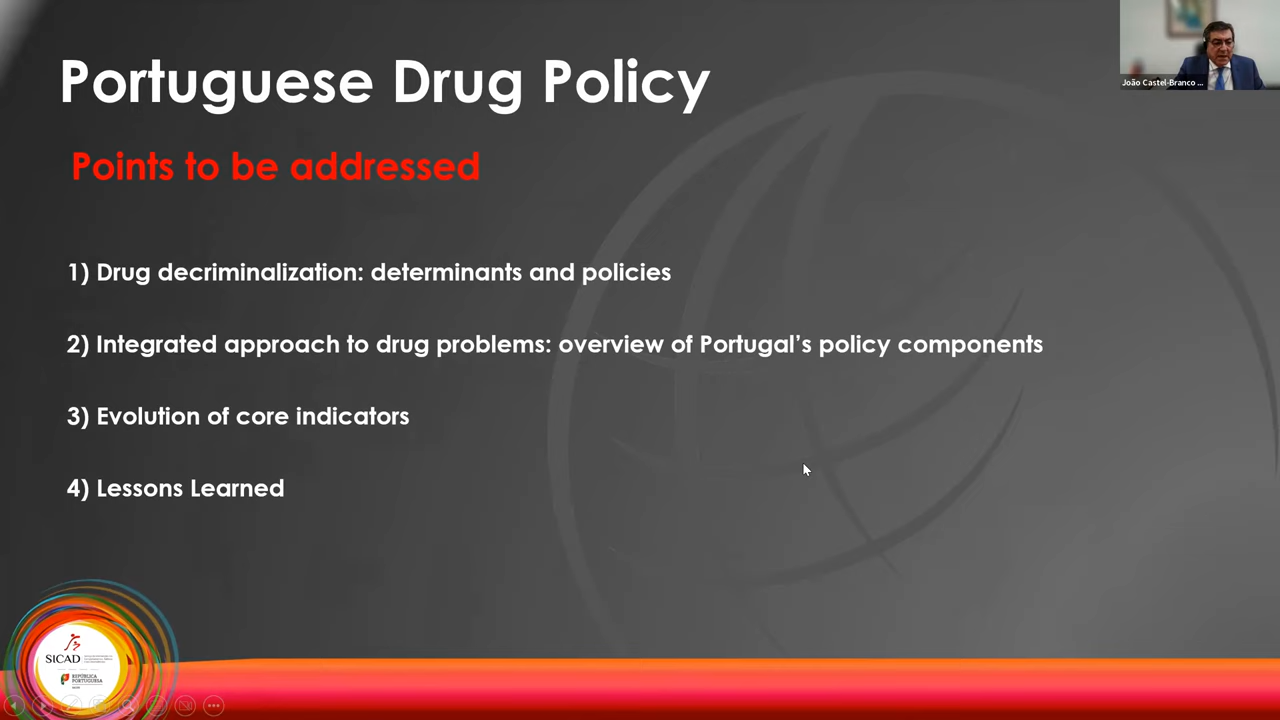 Portuguese Drug Policy
João Castel-Branco ...
Points to be addressed
1) Drug decriminalization: determinants and policies
2) Integrated approach to drug problems: overview of Portugal's policy components
3) Evolution of core indicators
4) Lessons Learned
SICAD
REPÚBLICA
PORTUGUESA